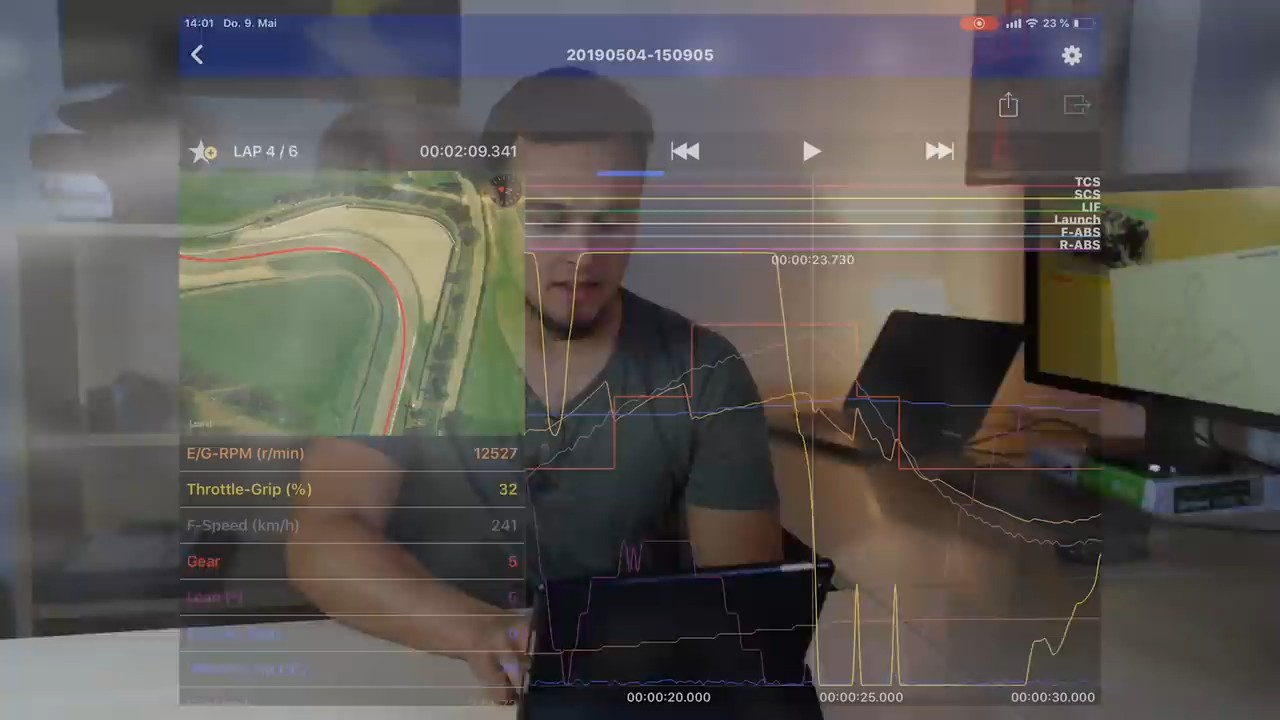 14:01 Do. 9. Mai 23 %
20190504-150905
LAP 4 / 6 00:02:09.341
TCS
SCS
LIF
Launch
F-ABS
R-ABS
00:00:23.730
E/G-RPM (r/min) 12527
Throttle-Grip (%) 32
F-Speed (km/h) 241
Gear 5
Lean (°)
00:00:20.000 00:00:25.000 00:00:30.000